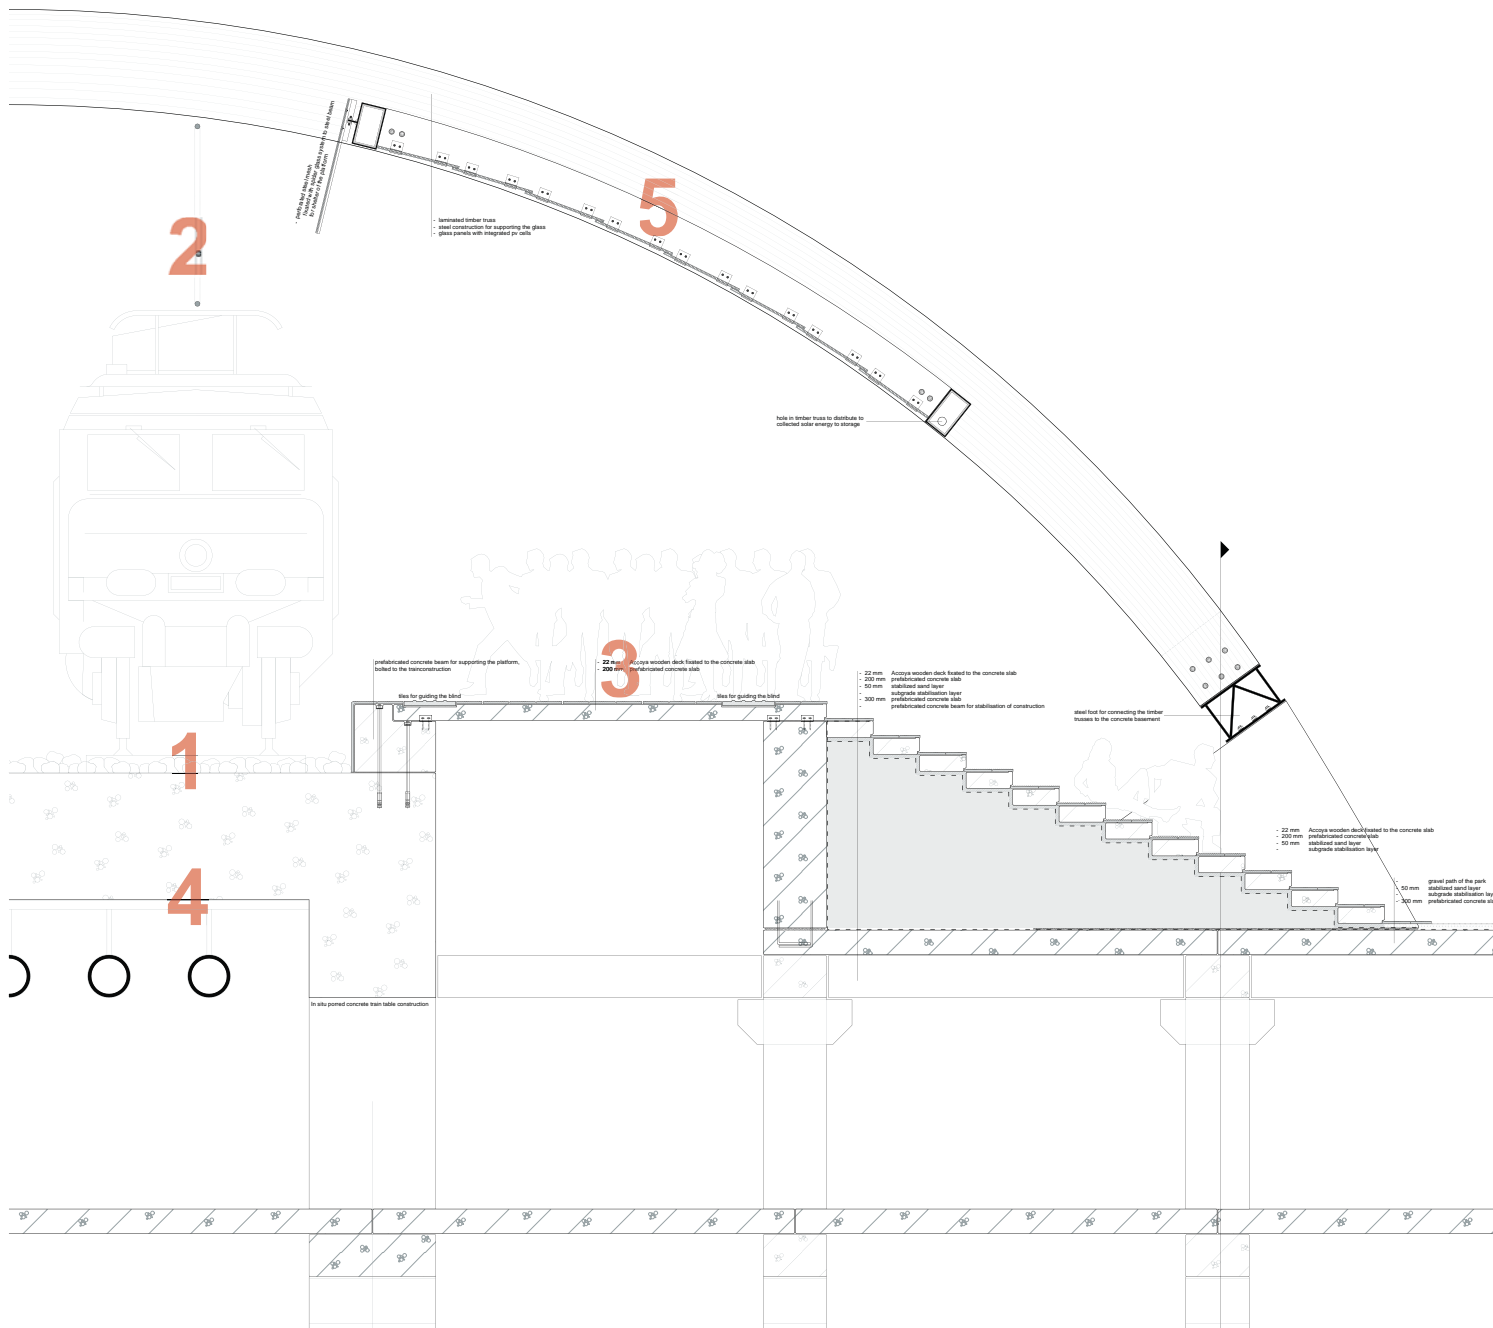 - perforated steel mesh
fixated with spider glass system to steel beam
for shelter of the platform
- laminated timber truss
- steel construction for supporting the glass
- glass panels with integrated pv cells
5
2
hole in timber truss to distribute to
collected solar energy to storage
prefabricated concrete beam for supporting the platform,
bolted to the trainconstruction
- 22 mm Accoya wooden deck fixated to the concrete slab
- 200 mm prefabricated concrete slab
3
tiles for guiding the blind
tiles for guiding the blind
- 22 mm Accoya wooden deck fixated to the concrete slab
- 200 mm prefabricated concrete slab
- 50 mm stabilized sand layer
- subgrade stabilisation layer
- 300 mm prefabricated concrete slab
- prefabricated concrete beam for stabilisation of construction
steel foot for connecting the timber
trusses to the concrete basement
1
- 22 mm Accoya wooden deck fixated to the concrete slab
- 200 mm prefabricated concrete slab
- 50 mm stabilized sand layer
- subgrade stabilisation layer
- gravel path of the park
- 50 mm stabilized sand layer
- subgrade stabilisation lay
- 300 mm prefabricated concrete sla
4
In situ porred concrete train table construction